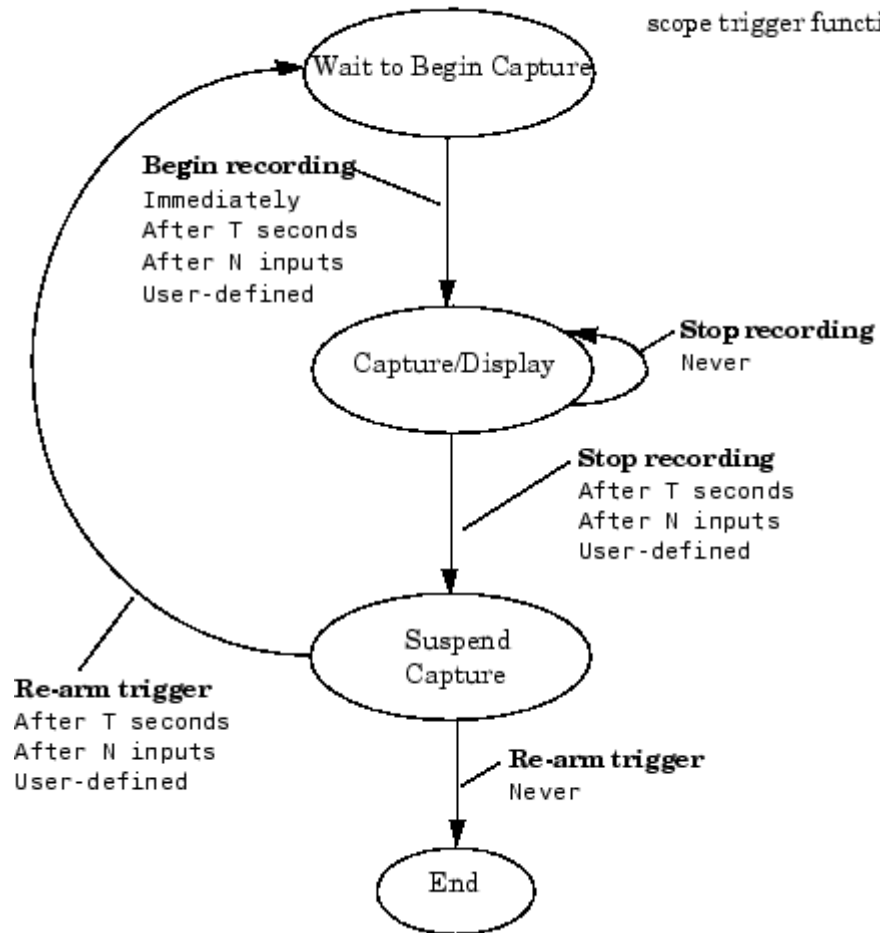 scope trigger functi
Wait to Begin Capture
Begin recording
Immediately
After T seconds
After N inputs
User-defined
Capture/Display
Stop recording
Never
Stop recording
After T seconds
After N inputs
User-defined
Suspend
Capture
Re-arm trigger
After T seconds
After N inputs
User-defined
Re-arm trigger
Never
End